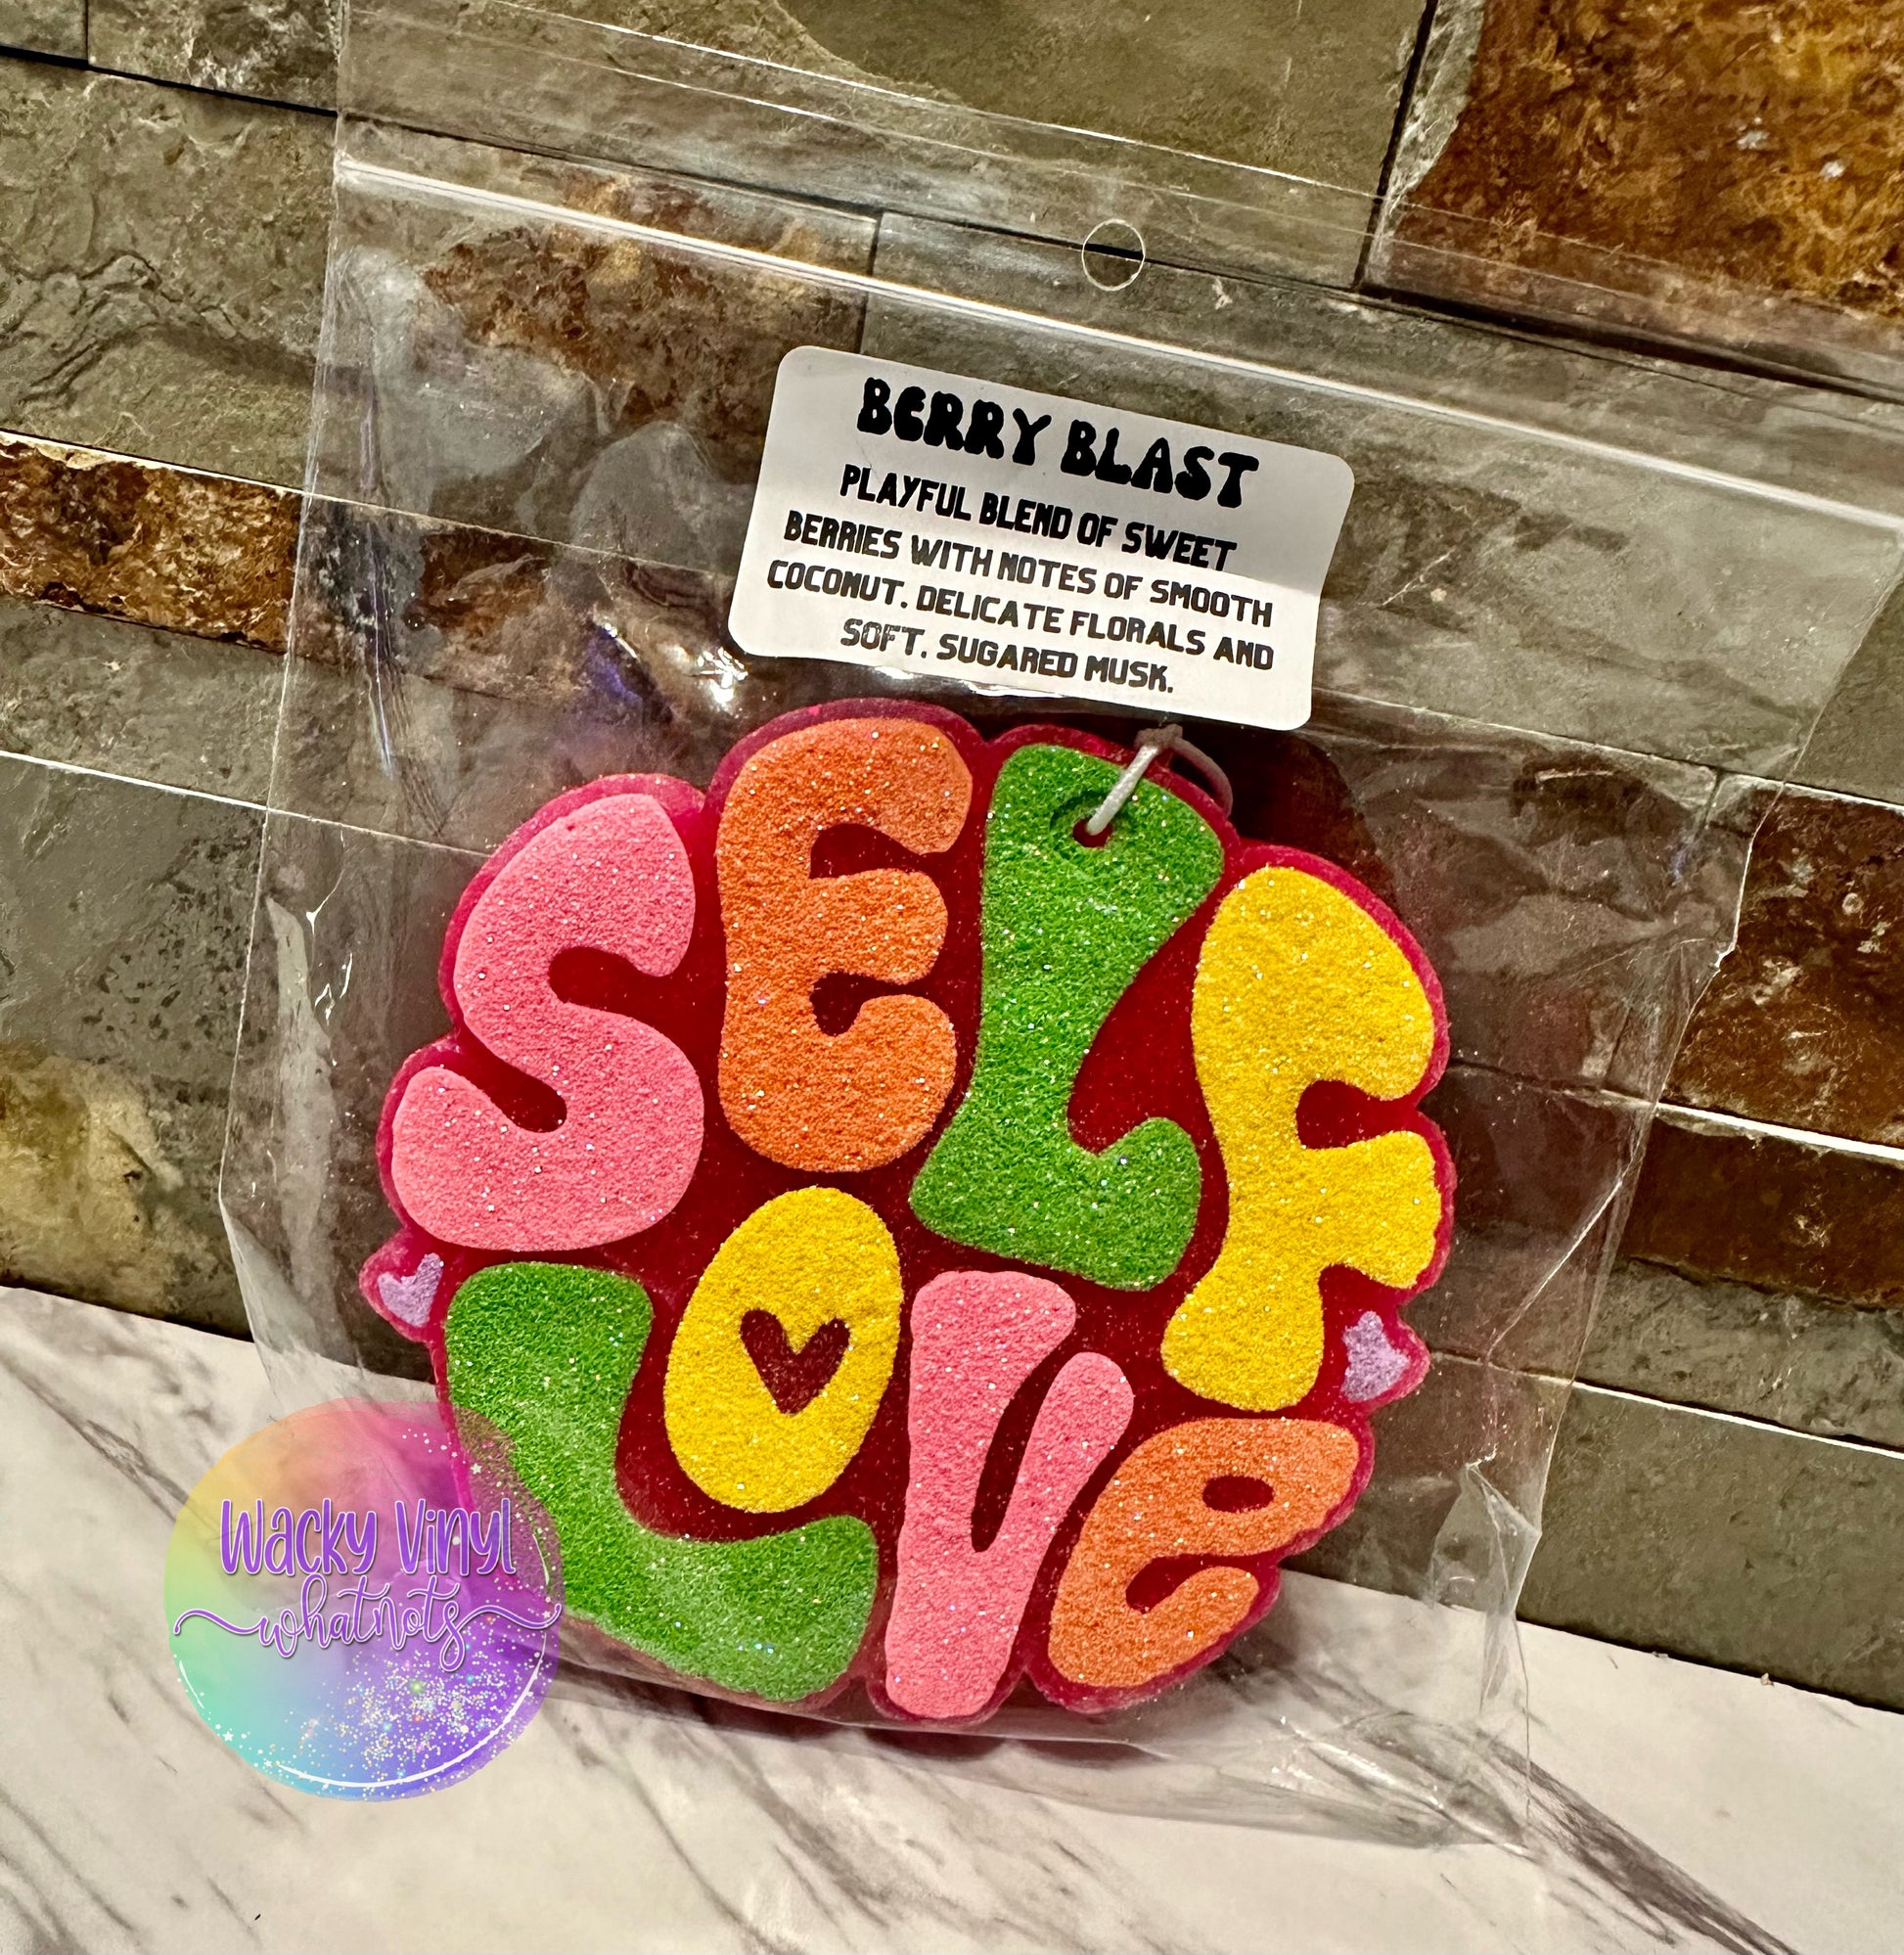 BERRY BLAST
PLAYFUL BLEND OF SWEET
BERRIES WITH NOTES OF SMOOTH
COCONUT. DELICATE FLORALS AND
SOFT. SUGARED MUSK.
SELF
LOVe
Wacky Vinyl
whatnots